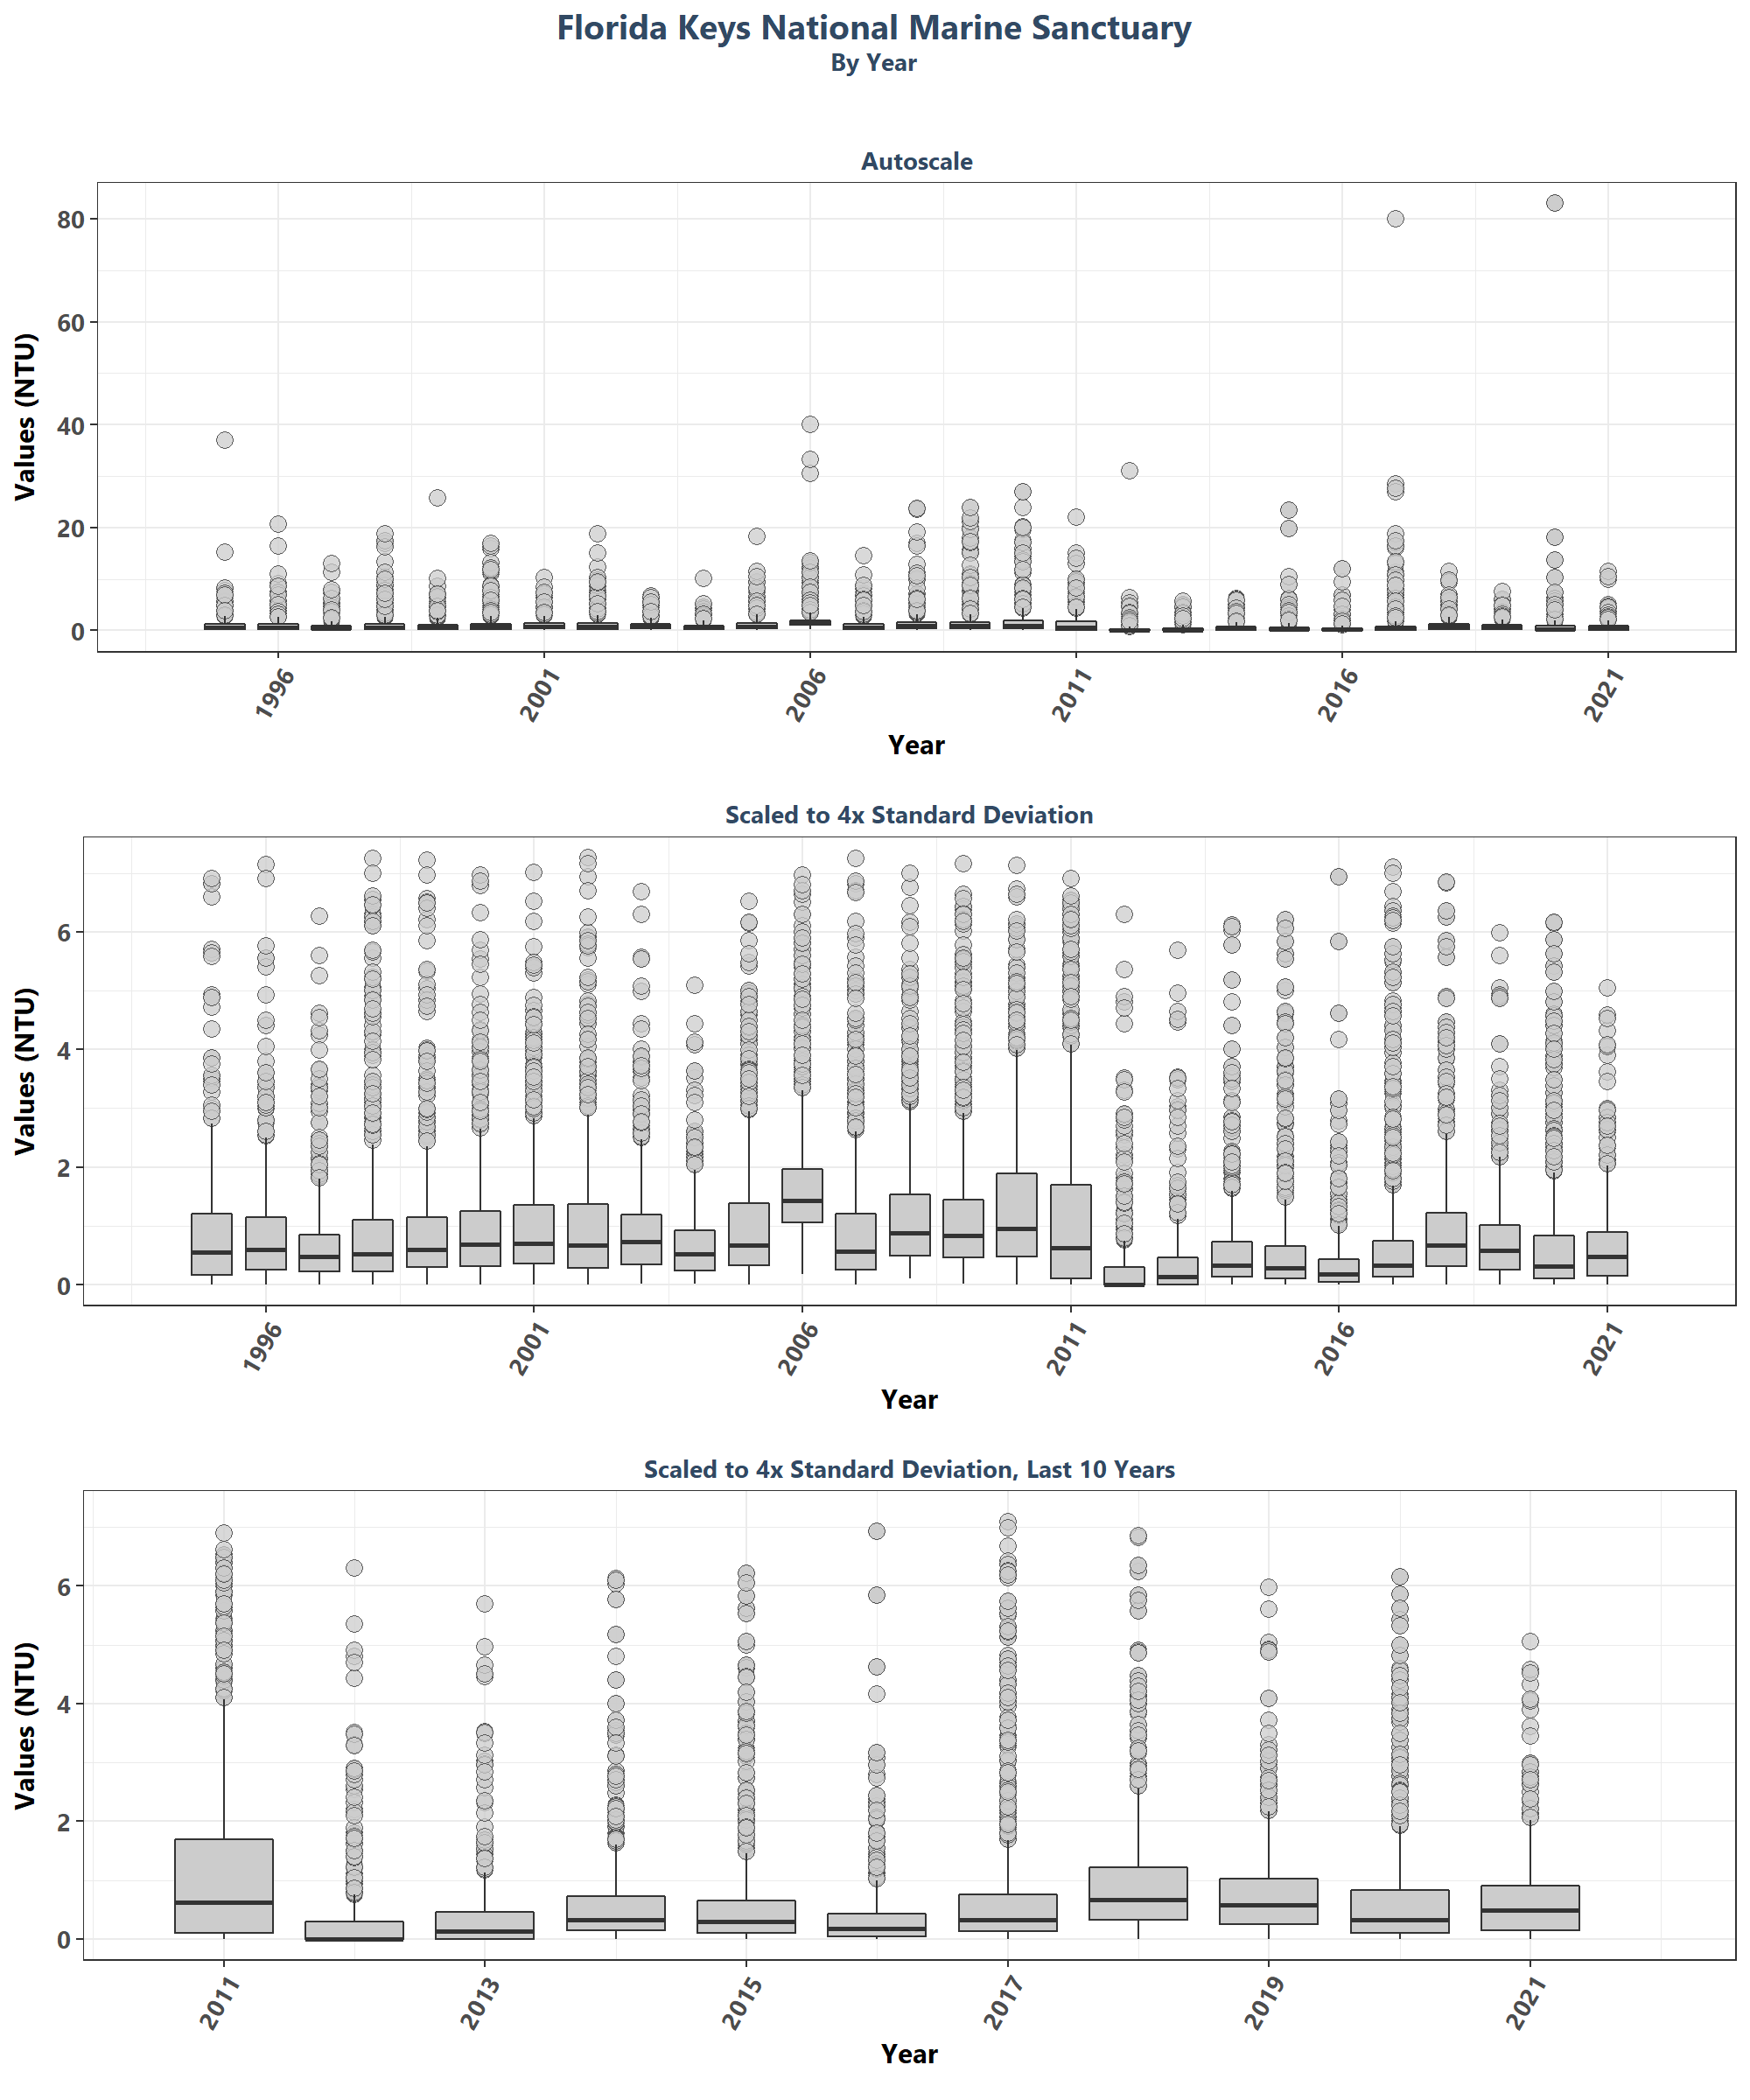 Florida Keys National Marine Sanctuary
By Year
Autoscale
Values (NTU)
80
60
40
20
0
1996 2001 2006 2011 2016 2021
Year
Scaled to 4x Standard Deviation
Values (NTU)
6
4
2
0
1996 2001 2006 2011 2016 2021
Year
Scaled to 4x Standard Deviation, Last 10 Years
Values (NTU)
6
4
2
0
2011 2013 2015 2017 2019 2021
Year